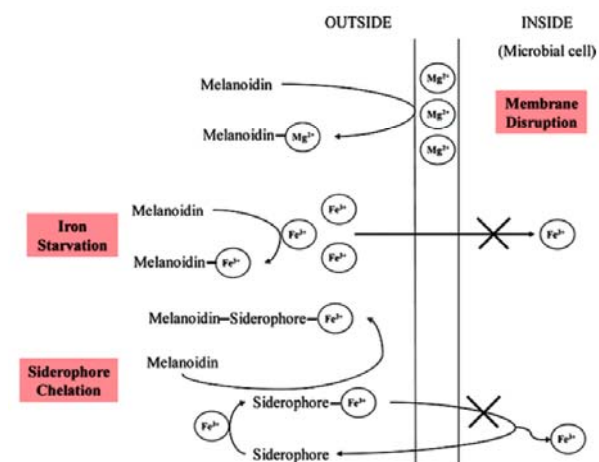 OUTSIDE
INSIDE
(Microbial cell)
Melanoidin
Mg²⁺
Mg²⁺
Mg²⁺
Membrane
Disruption
Melanoidin–Mg²⁺
Iron
Starvation
Melanoidin
Fe³⁺
Fe³⁺
Fe³⁺
Fe³⁺
Melanoidin–Fe³⁺
Melanoidin–Siderophore–Fe³⁺
Siderophore
Chelation
Melanoidin
Siderophore–Fe³⁺
Fe³⁺
Fe³⁺
Siderophore